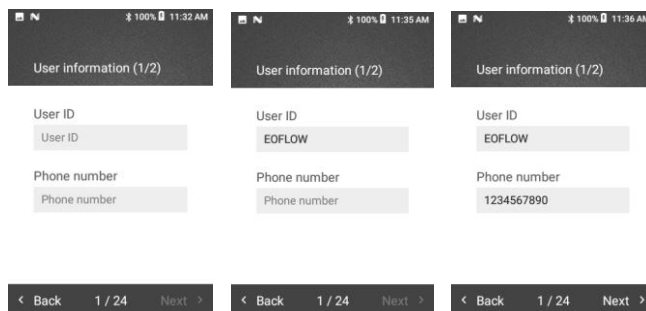 100% 11:32 AM
User information (1/2)
User ID
User ID
Phone number
Phone number
Back 1 / 24 Next
100% 11:35 AM
User information (1/2)
User ID
EOFLOW
Phone number
Phone number
Back 1 / 24 Next
100% 11:36 AM
User information (1/2)
User ID
EOFLOW
Phone number
1234567890
Back 1 / 24 Next